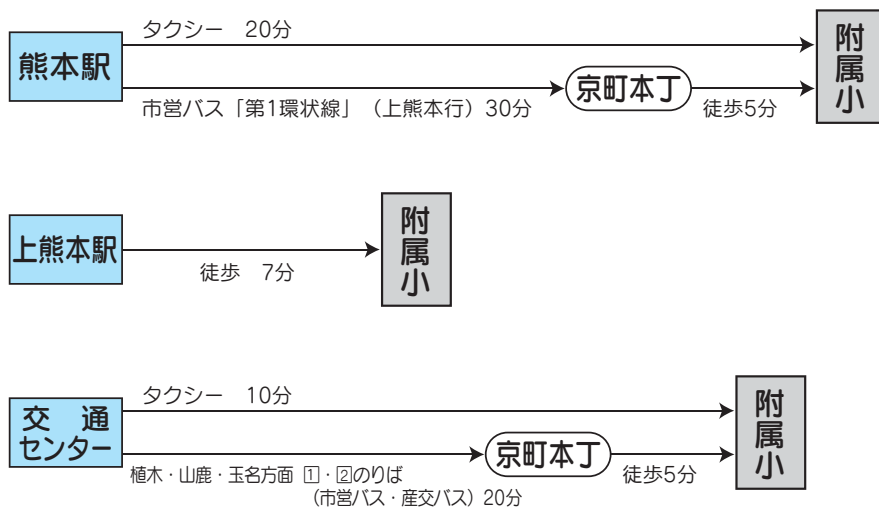 タクシー 20分
熊本駅
京町本丁
附属小
市営バス「第1環状線」（上熊本行）30分
徒歩5分
上熊本駅
徒歩 7分
附属小
タクシー 10分
交通
センター
京町本丁
附属小
植木・山鹿・玉名方面 1・2のりば
（市営バス・産交バス）20分
徒歩5分